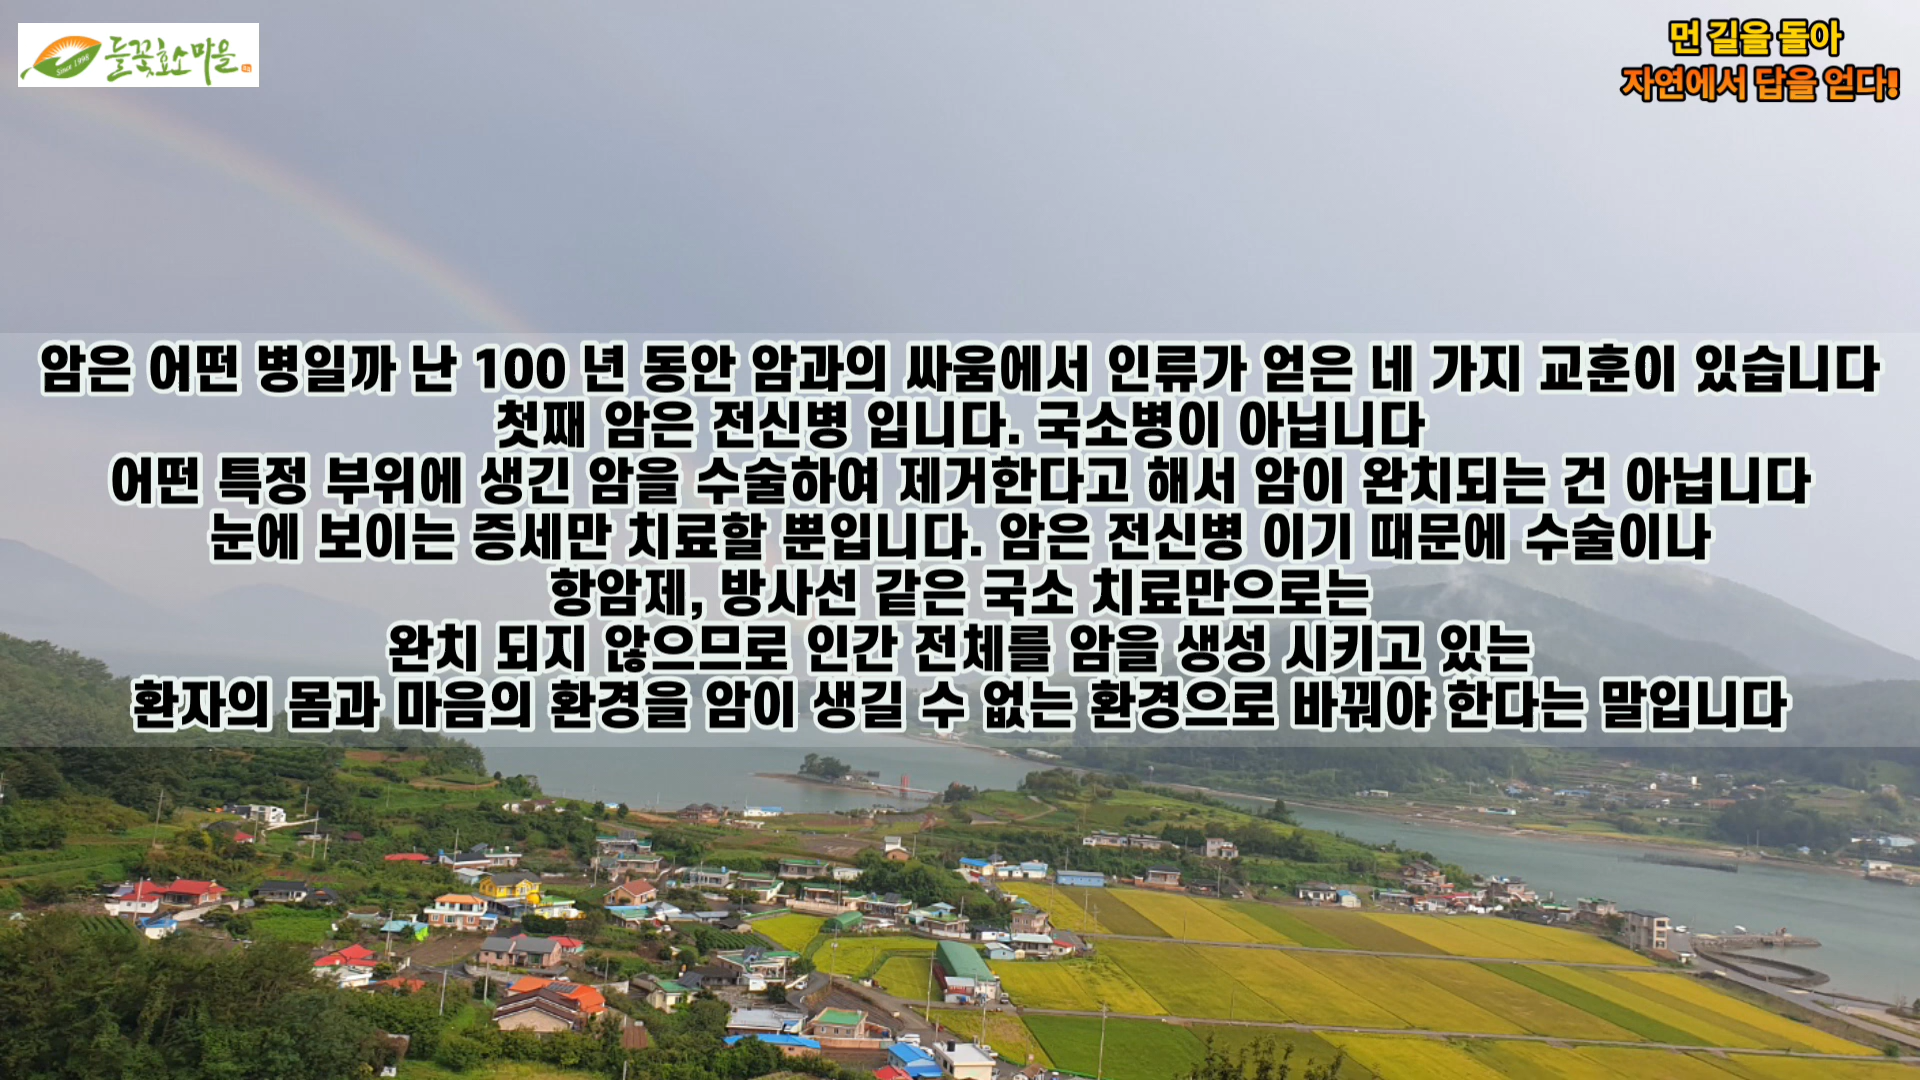 Since 1998
들꽃효소마을
먼 길을 돌아
자연에서 답을 얻다!
암은 어떤 병일까 난 100 년 동안 암과의 싸움에서 인류가 얻은 네 가지 교훈이 있습니다
첫째 암은 전신병 입니다. 국소병이 아닙니다
어떤 특정 부위에 생긴 암을 수술하여 제거한다고 해서 암이 완치되는 건 아닙니다
눈에 보이는 증세만 치료할 뿐입니다. 암은 전신병 이기 때문에 수술이나
항암제, 방사선 같은 국소 치료만으로는
완치 되지 않으므로 인간 전체를 암을 생성 시키고 있는
환자의 몸과 마음의 환경을 암이 생길 수 없는 환경으로 바꿔야 한다는 말입니다